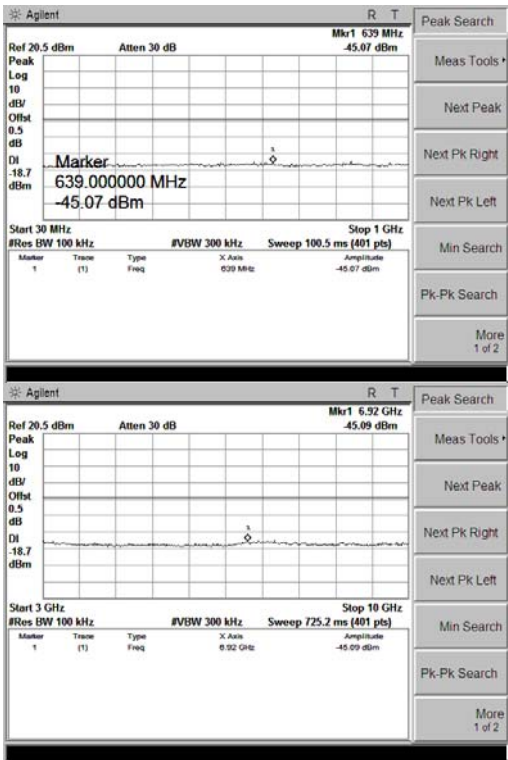 Agilent R T Peak Search
Mkr1 639 MHz
Ref 20.5 dBm Atten 30 dB -45.07 dBm
Peak
Log
10
dB/
Offst
0.5
dB
DI
-18.7
dBm
1
Marker
639.000000 MHz
-45.07 dBm
Start 30 MHz Stop 1 GHz
#Res BW 100 kHz #VBW 300 kHz Sweep 100.5 ms (401 pts)
Marker Trace Type X Axis Amplitude
1 (1) Freq 639 MHz -45.07 dBm
Meas Tools
Next Peak
Next Pk Right
Next Pk Left
Min Search
Pk-Pk Search
More
1 of 2
Agilent R T Peak Search
Mkr1 6.92 GHz
Ref 20.5 dBm Atten 30 dB -45.09 dBm
Peak
Log
10
dB/
Offst
0.5
dB
DI
-18.7
dBm
1
Start 3 GHz Stop 10 GHz
#Res BW 100 kHz #VBW 300 kHz Sweep 725.2 ms (401 pts)
Marker Trace Type X Axis Amplitude
1 (1) Freq 6.92 GHz -45.09 dBm
Meas Tools
Next Peak
Next Pk Right
Next Pk Left
Min Search
Pk-Pk Search
More
1 of 2